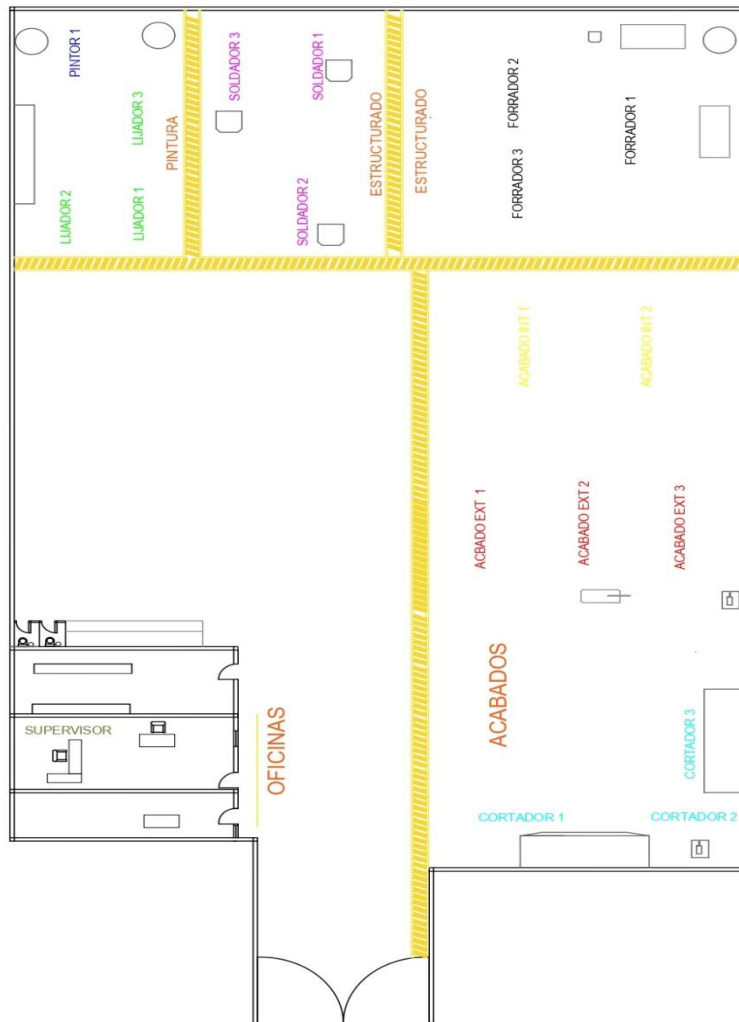 PINTOR 1
LIJADOR 3
LIJADOR 2
LIJADOR 1
PINTURA
SOLDADOR 3
SOLDADOR 1
SOLDADOR 2
ESTRUCTURADO
ESTRUCTURADO
FORRADOR 2
FORRADOR 3
FORRADOR 1
ACABADO INT 1
ACABADO INT 2
ACBADO EXT 1
ACABADO EXT 2
ACABADO EXT 3
ACABADOS
CORTADOR 3
CORTADOR 1
CORTADOR 2
SUPERVISOR
OFICINAS